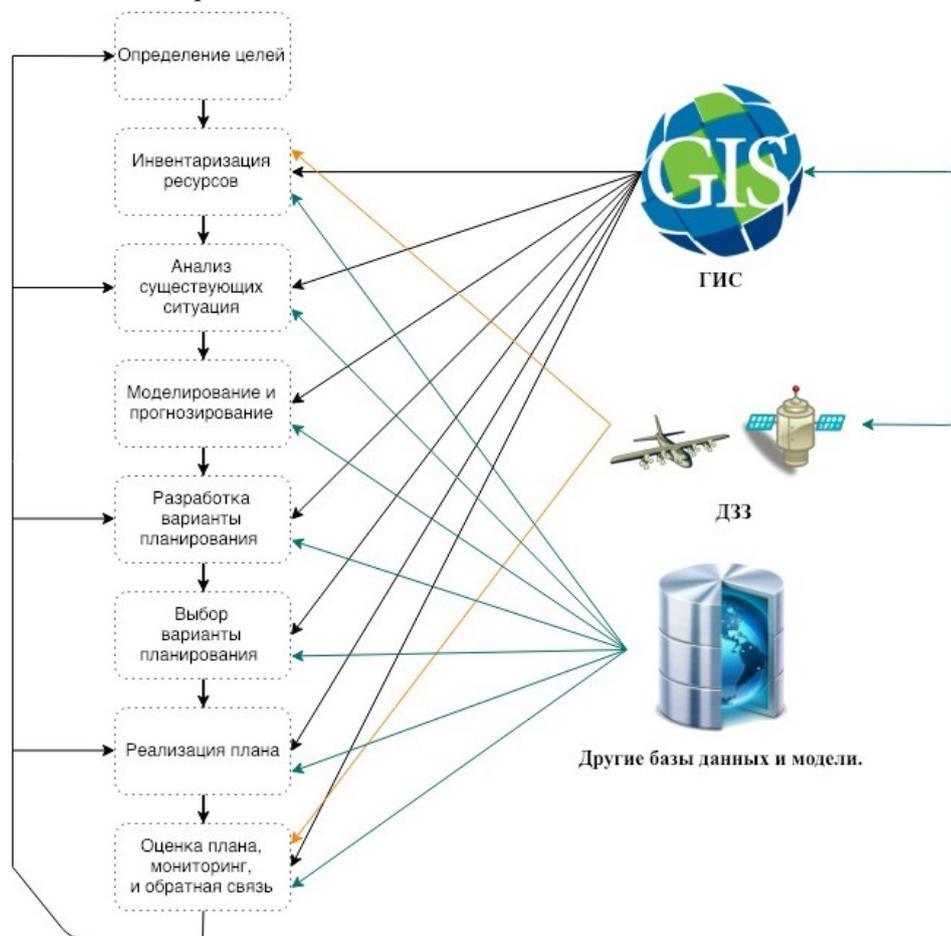 Определение целей
Инвентаризация
ресурсов
Анализ
существующих
ситуация
Моделирование и
прогнозирование
Разработка
варианты
планирования
Выбор
варианты
планирования
Реализация плана
Оценка плана,
мониторинг,
и обратная связь
GIS
ГИС
ДЗЗ
Другие базы данных и модели.